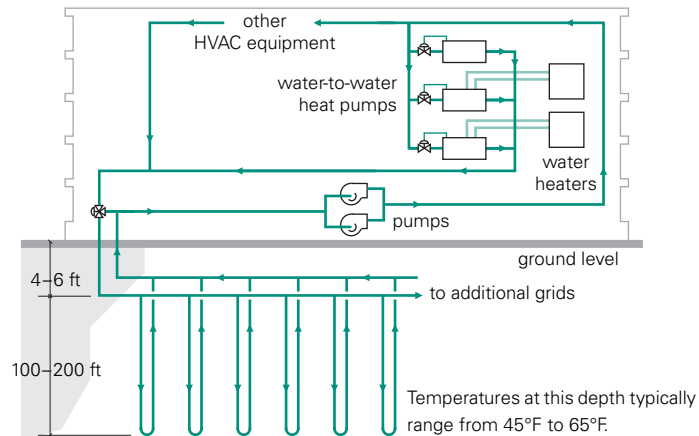 other
HVAC equipment
water-to-water
heat pumps
water
heaters
pumps
ground level
4–6 ft
to additional grids
100–200 ft
Temperatures at this depth typically
range from 45°F to 65°F.